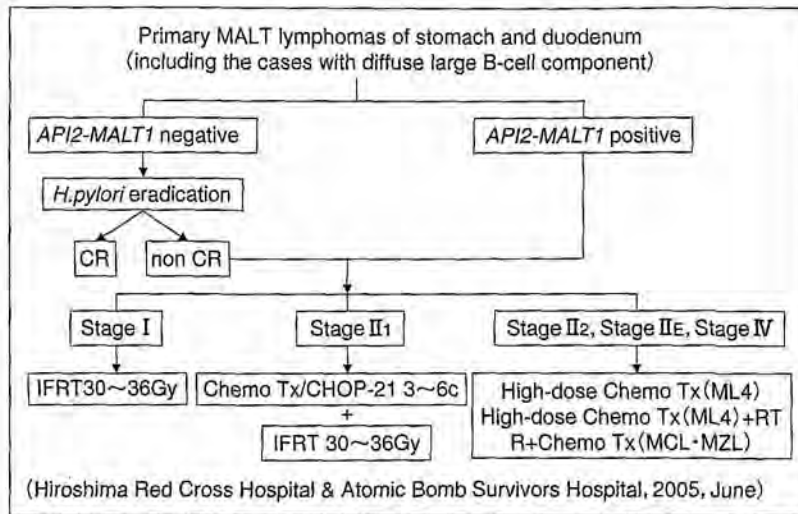 Primary MALT lymphomas of stomach and duodenum
(including the cases with diffuse large B-cell component)
API2-MALT1 negative
API2-MALT1 positive
H.pylori eradication
CR
non CR
Stage I
Stage II1
Stage II2, Stage IIE, Stage IV
IFRT30～36Gy
Chemo Tx/CHOP-21 3～6c
+
IFRT 30～36Gy
High-dose Chemo Tx(ML4)
High-dose Chemo Tx(ML4)+RT
R+Chemo Tx(MCL・MZL)
(Hiroshima Red Cross Hospital & Atomic Bomb Survivors Hospital, 2005, June)